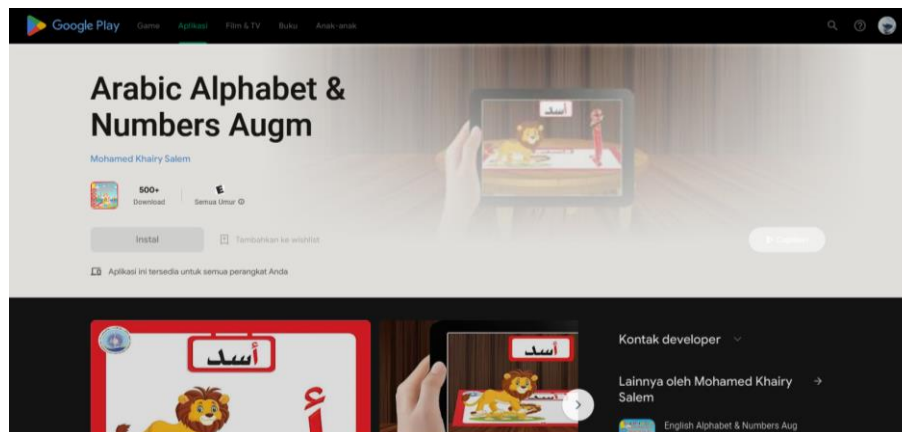 Google Play Game Aplikasi Film & TV Buku Anak-anak
Arabic Alphabet &
Numbers Augm
Mohamed Khairy Salem
500+
Download
Semua Umur
Instal
Tambahkan ke wishlist
Aplikasi ini tersedia untuk semua perangkat Anda
أسد
أسد
أ
أسد
Kontak developer
Lainnya oleh Mohamed Khairy
Salem
English Alphabet & Numbers Aug